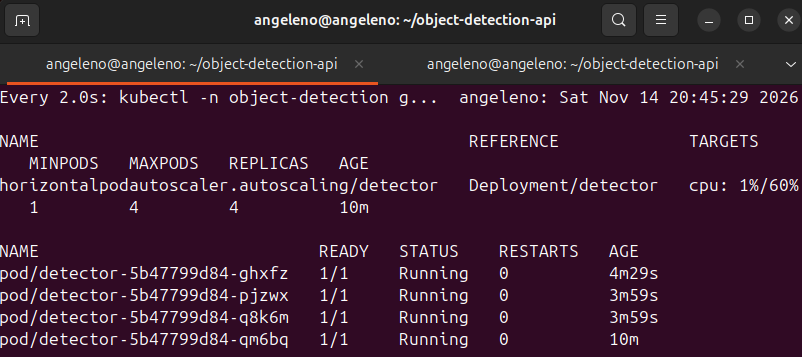 angeleno@angeleno: ~/object-detection-api
angeleno@angeleno: ~/object-detection-api × angeleno@angeleno: ~/object-detection-api ×
Every 2.0s: kubectl -n object-detection g... angeleno: Sat Nov 14 20:45:29 2026
NAME REFERENCE TARGETS
MINPODS MAXPODS REPLICAS AGE
horizontalpodautoscaler.autoscaling/detector Deployment/detector cpu: 1%/60%
1 4 4 10m
NAME READY STATUS RESTARTS AGE
pod/detector-5b47799d84-ghxfz 1/1 Running 0 4m29s
pod/detector-5b47799d84-pjzwx 1/1 Running 0 3m59s
pod/detector-5b47799d84-q8k6m 1/1 Running 0 3m59s
pod/detector-5b47799d84-qm6bq 1/1 Running 0 10m